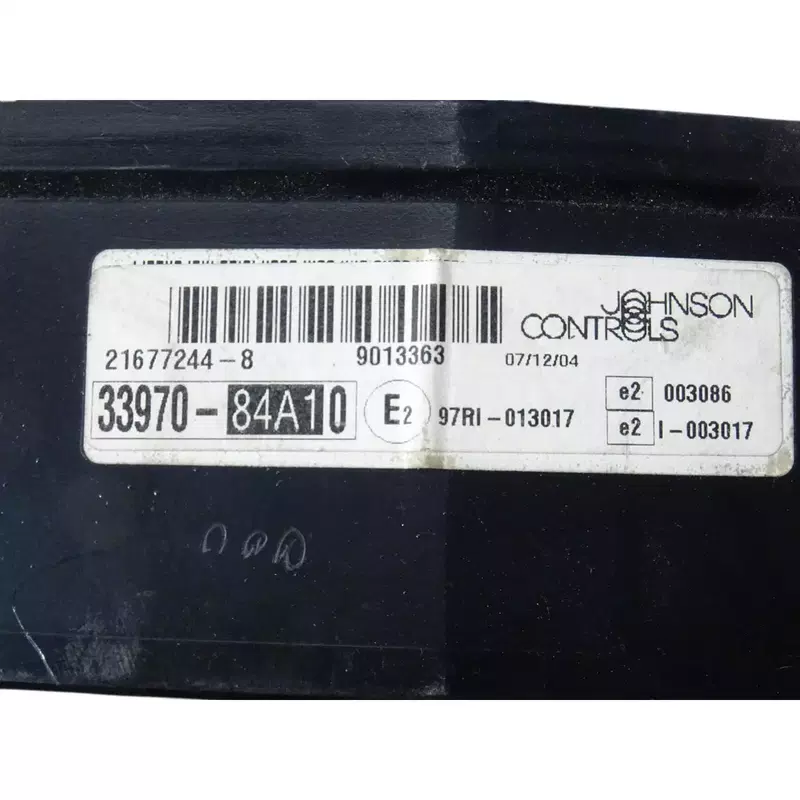 JOHNSON
CONTROLS
21677244-8 9013363 07/12/04
33970-84A10 E2 97RI-013017
e2 003086
e2 I-003017